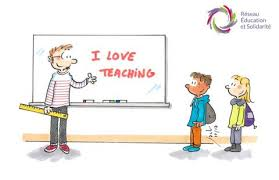 Réseau
Éducation
et Solidarité
I LOVE
TEACHING